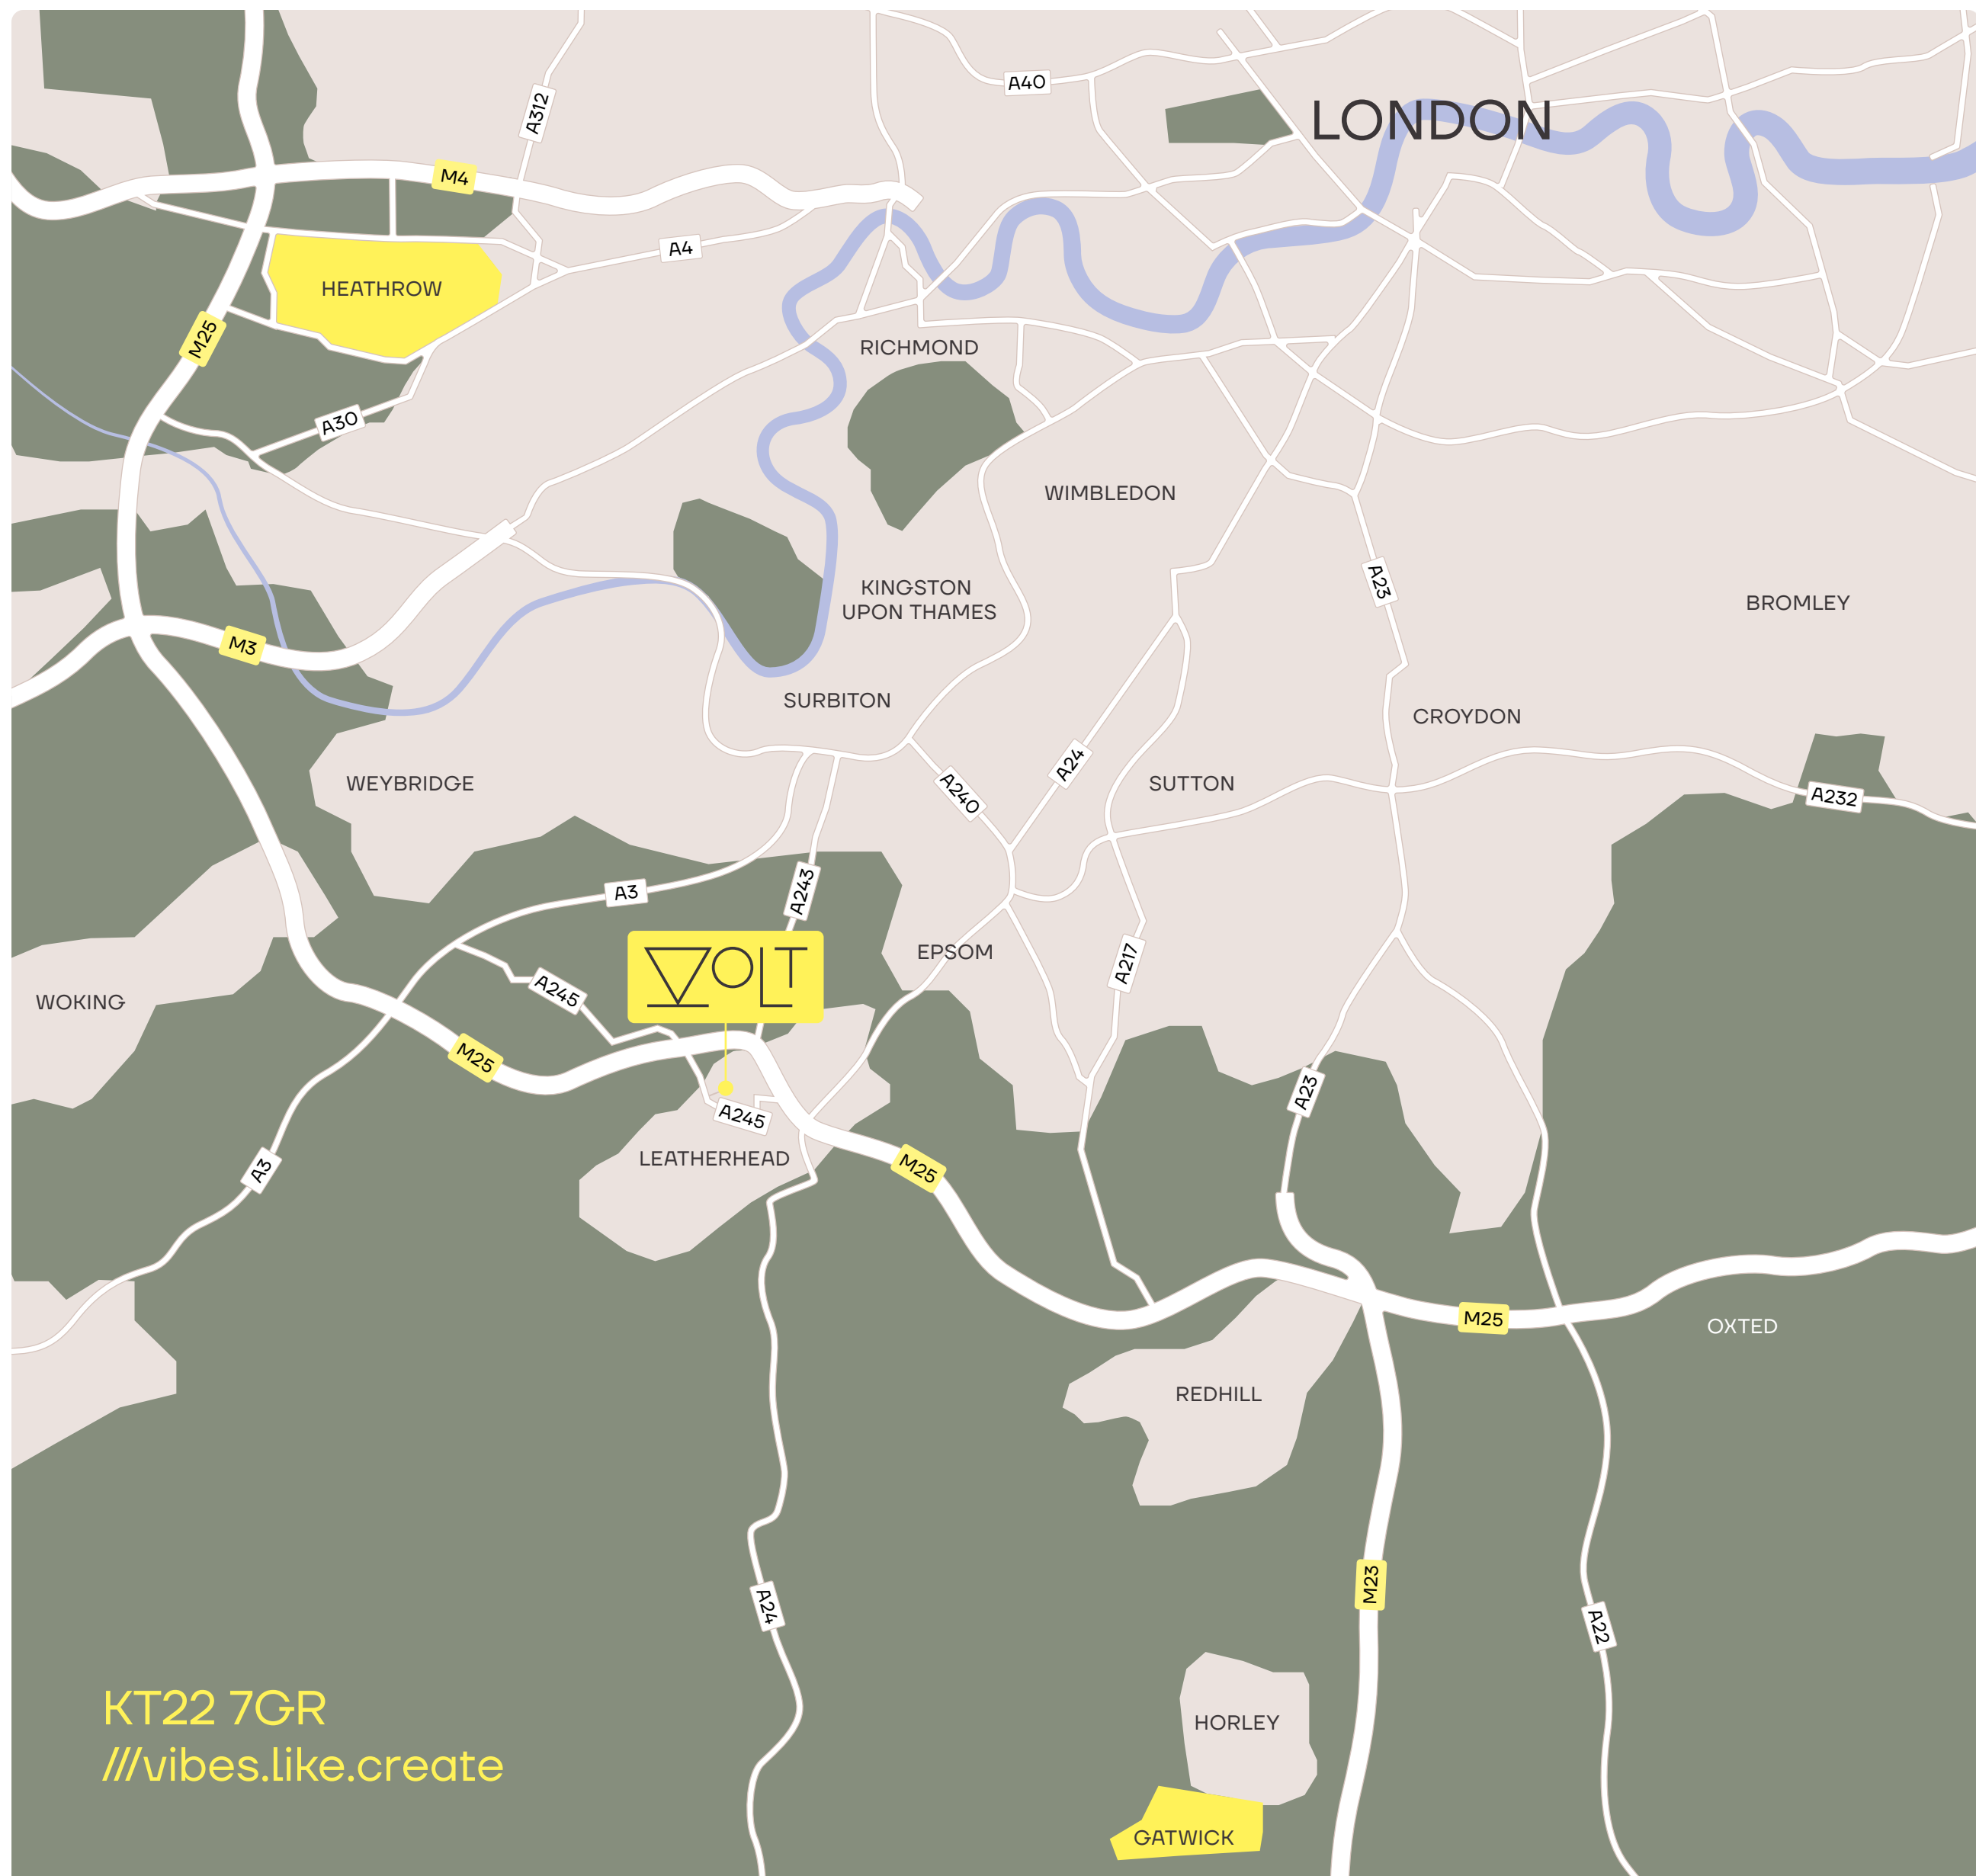 A40
A312
LONDON
M4
A4
HEATHROW
M25
RICHMOND
A30
WIMBLEDON
A23
KINGSTON
UPON THAMES
BROMLEY
M3
SURBITON
CROYDON
A24
WEYBRIDGE
A240
SUTTON
A232
A3
A243
EPSOM
A217
VOLT
A245
WOKING
M25
A23
A245
LEATHERHEAD
M25
A3
M25
OXTED
REDHILL
M23
A24
A22
KT22 7GR
HORLEY
///vibes.like.create
GATWICK